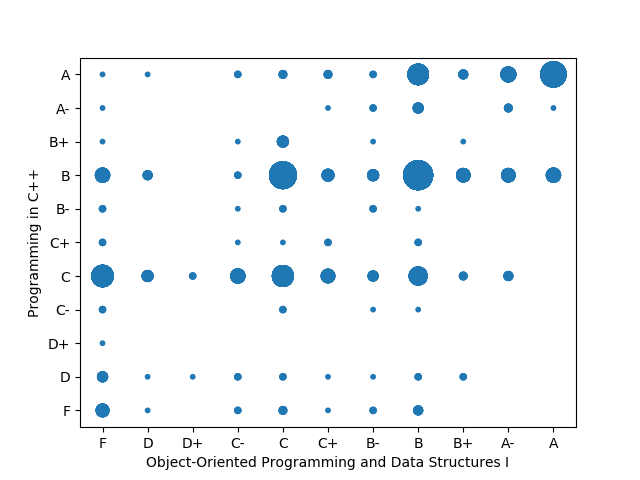 Programming in C++
A
A-
B+
B
B-
C+
C
C-
D+
D
F
F D D+ C- C C+ B- B B+ A- A
Object-Oriented Programming and Data Structures I